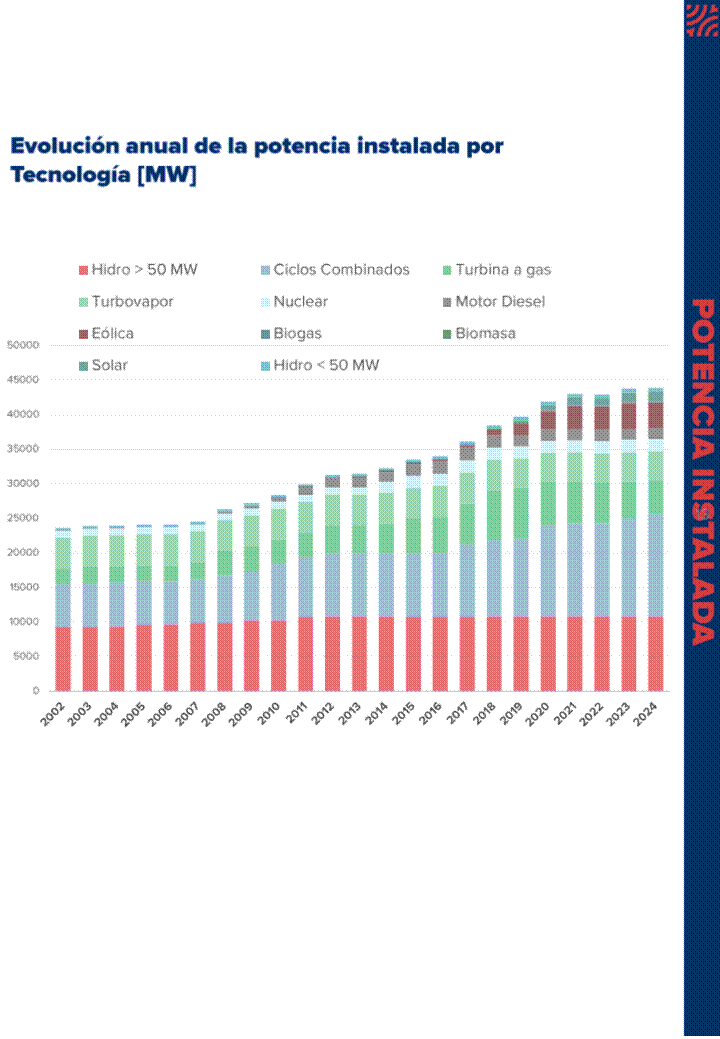 Evolución anual de la potencia instalada por
Tecnología [MW]
Hidro > 50 MW
Ciclos Combinados
Turbina a gas
Turbovapor
Nuclear
Motor Diesel
Eólica
Biogas
Biomasa
Solar
Hidro < 50 MW
50000
45000
40000
35000
30000
25000
20000
15000
10000
5000
0
2002
2003
2004
2005
2006
2007
2008
2009
2010
2011
2012
2013
2014
2015
2016
2017
2018
2019
2020
2021
2022
2023
2024
POTENCIA INSTALADA